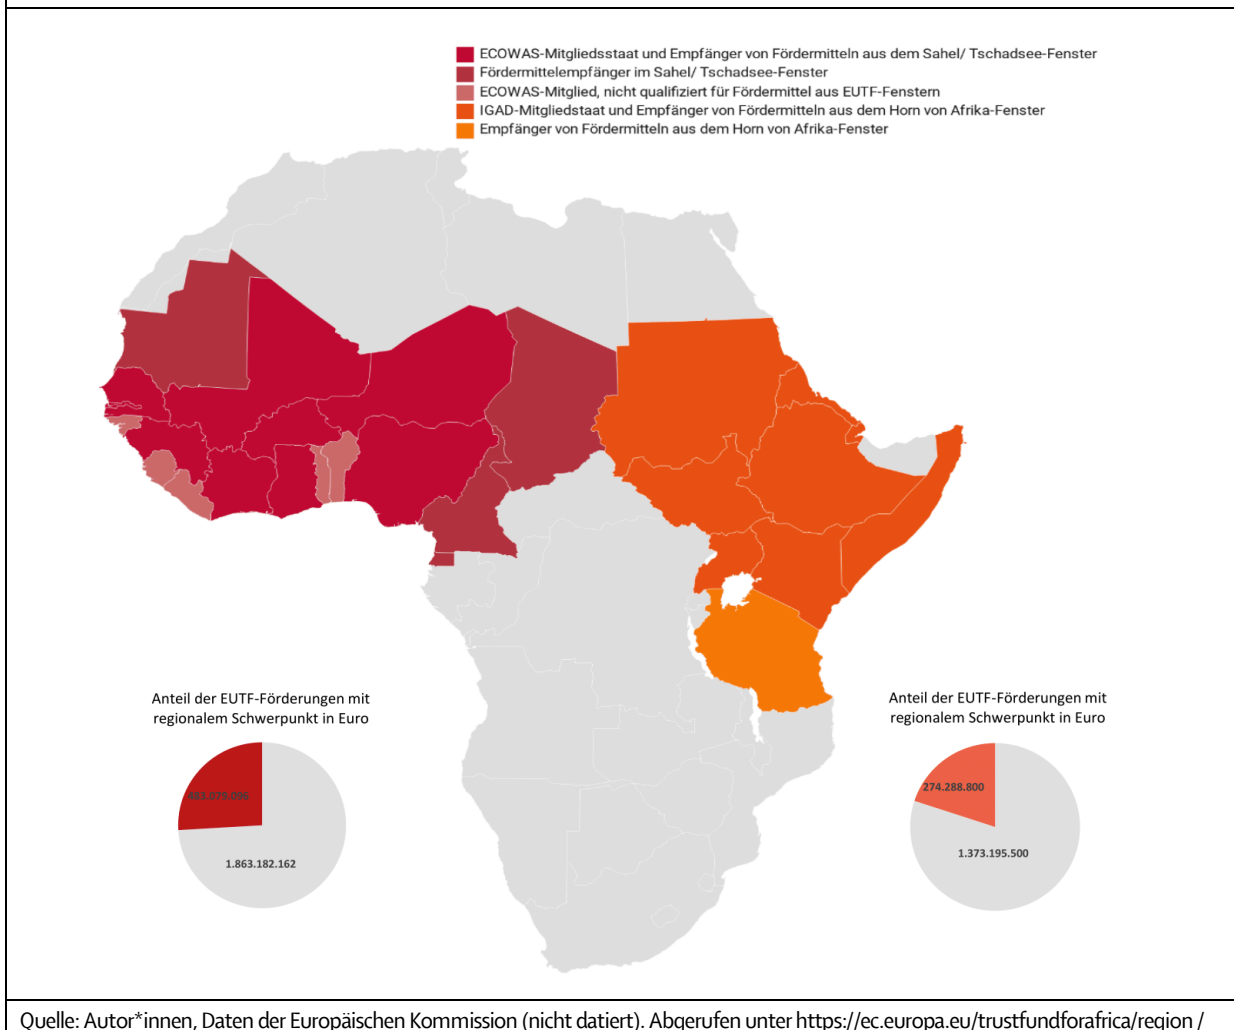 ECOWAS-Mitgliedsstaat und Empfänger von Fördermitteln aus dem Sahel/ Tschadsee-Fenster
Fördermittelempfänger im Sahel/ Tschadsee-Fenster
ECOWAS-Mitglied, nicht qualifiziert für Fördermittel aus EUTF-Fenstern
IGAD-Mitgliedstaat und Empfänger von Fördermitteln aus dem Horn von Afrika-Fenster
Empfänger von Fördermitteln aus dem Horn von Afrika-Fenster
Anteil der EUTF-Förderungen mit
regionalem Schwerpunkt in Euro
483.079.096
1.863.182.162
Anteil der EUTF-Förderungen mit
regionalem Schwerpunkt in Euro
274.288.800
1.373.195.500
Quelle: Autor*innen, Daten der Europäischen Kommission (nicht datiert). Abgerufen unter https://ec.europa.eu/trustfundforafrica/region /